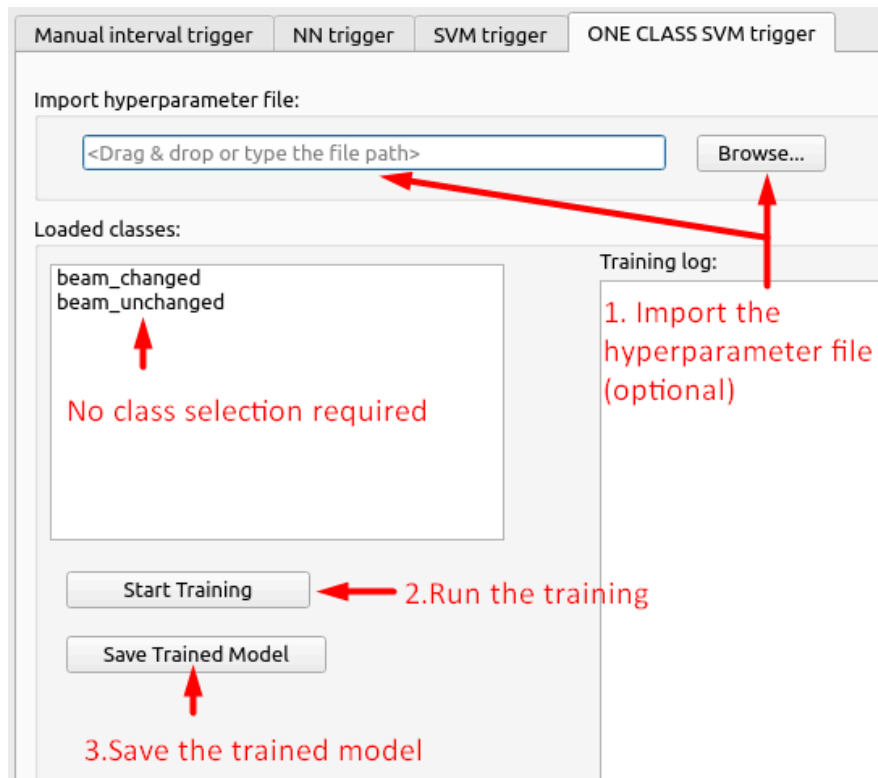 Manual interval trigger
NN trigger
SVM trigger
ONE CLASS SVM trigger
Import hyperparameter file:
<Drag & drop or type the file path>
Browse...
Loaded classes:
beam_changed
beam_unchanged
No class selection required
Training log:
1. Import the
hyperparameter file
(optional)
Start Training
2.Run the training
Save Trained Model
3.Save the trained model